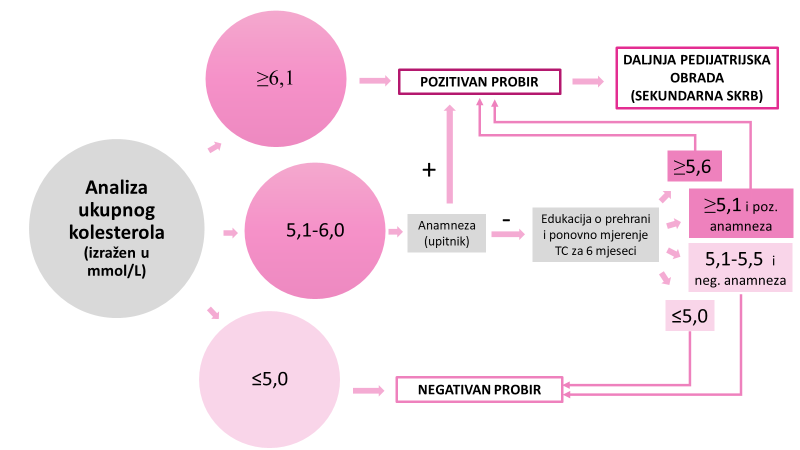 Analiza
ukupnog
kolesterola
(izražen u
mmol/L)
≥6,1
5,1-6,0
≤5,0
POZITIVAN PROBIR
DALJNJA PEDIJATRIJSKA
OBRADA
(SEKUNDARNA SKRB)
+
Anamneza
(upitnik)
-
Edukacija o prehrani
i ponovno mjerenje
TC za 6 mjeseci
≥5,6
≥5,1 i poz.
anamneza
5,1-5,5 i
neg. anamneza
≤5,0
NEGATIVAN PROBIR